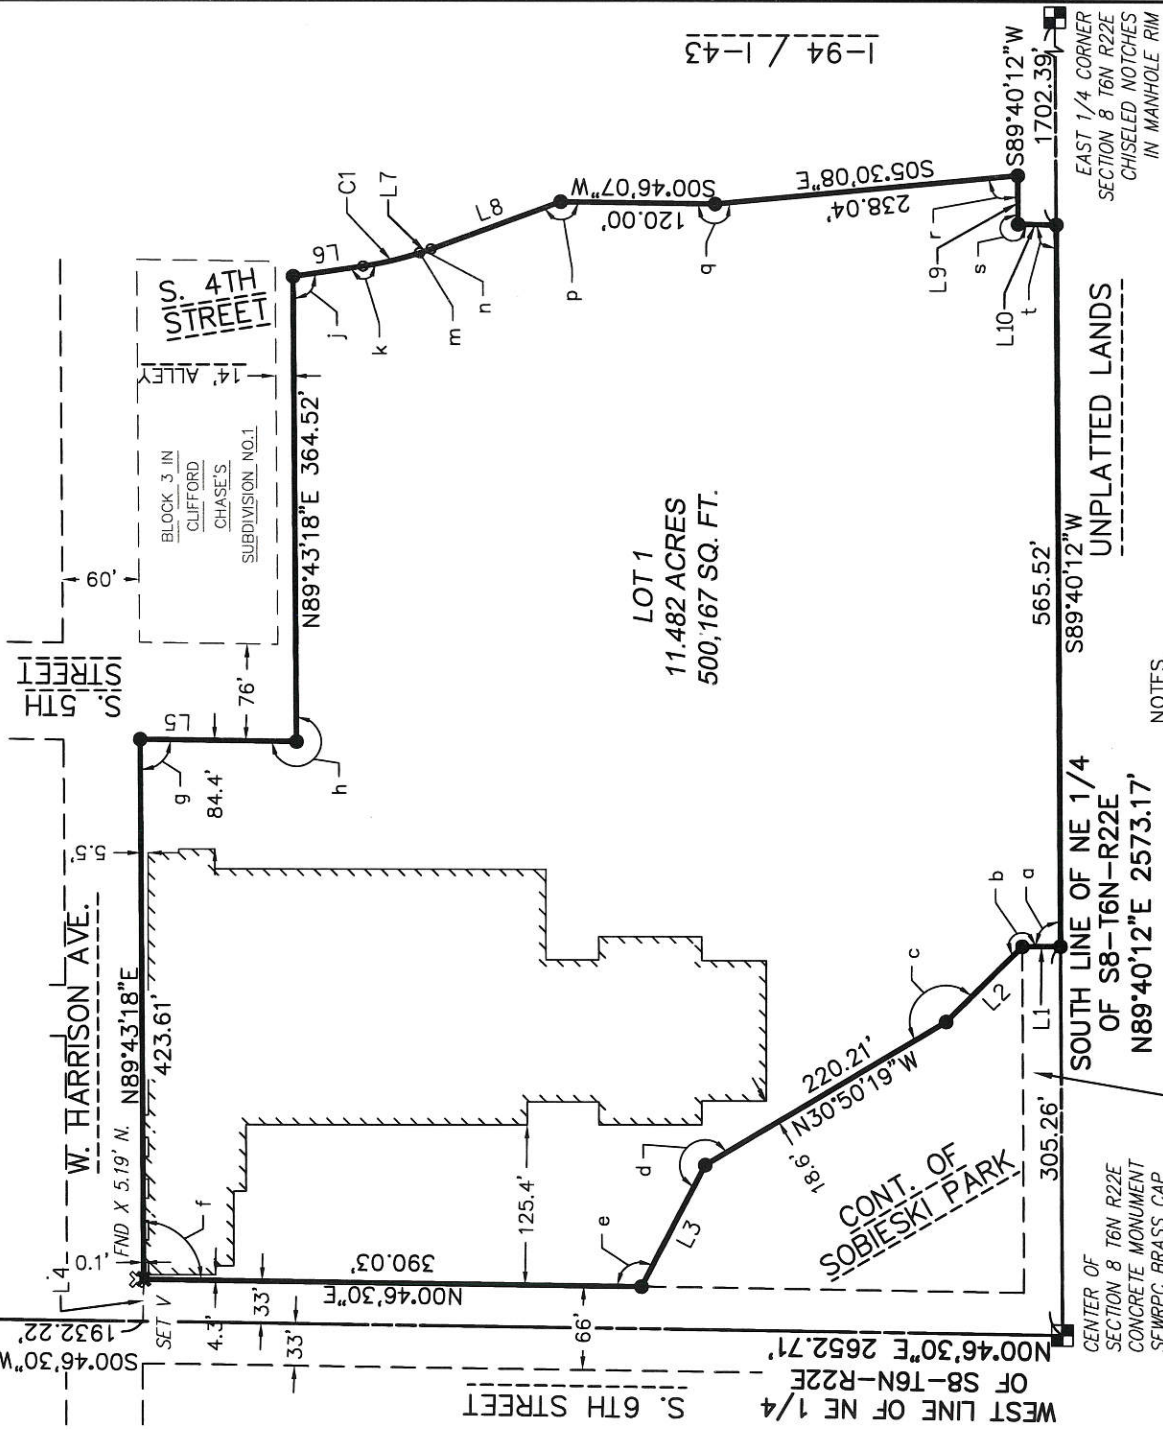 I-94 / I-43
S. 4TH
STREET
L6
C1
L7
L8
j
k
m
n
p
q
r
s
t
14' ALLEY
BLOCK 3 IN
CLIFFORD
CHASE'S
SUBDIVISION NO.1
60'
N89°43'18"E 364.52'
S00°46'07"W
120.00'
S05°30'08"E
238.04'
L9
L10
S89°40'12"W
1702.39'
EAST 1/4 CORNER
SECTION 8 T6N R22E
CHISELED NOTCHES
IN MANHOLE RIM
S. 5TH
STREET
76'
L5
g
84.4'
h
LOT 1
11.482 ACRES
500,167 SQ. FT.
565.52'
S89°40'12"W
UNPLATTED LANDS
NOTES
W. HARRISON AVE.
5.5'
N89°43'18"E
423.61'
FND X 5.19' N.
0.1'
L4
f
SET V
4.3'
33'
33'
S00°46'30"W
1932.22'
125.4'
390.03'
N00°46'30"E
e
d
c
b
a
L3
L2
L1
220.21'
N30°50'19"W
18.6'
CONT. OF
SOBIESKI PARK
66'
S. 6TH STREET
WEST LINE OF NE 1/4
OF S8-T6N-R22E
N00°46'30"E 2652.71'
305.26'
SOUTH LINE OF NE 1/4
OF S8-T6N-R22E
N89°40'12"E 2573.17'
CENTER OF
SECTION 8 T6N R22E
CONCRETE MONUMENT
SEWRPC BRASS CAP